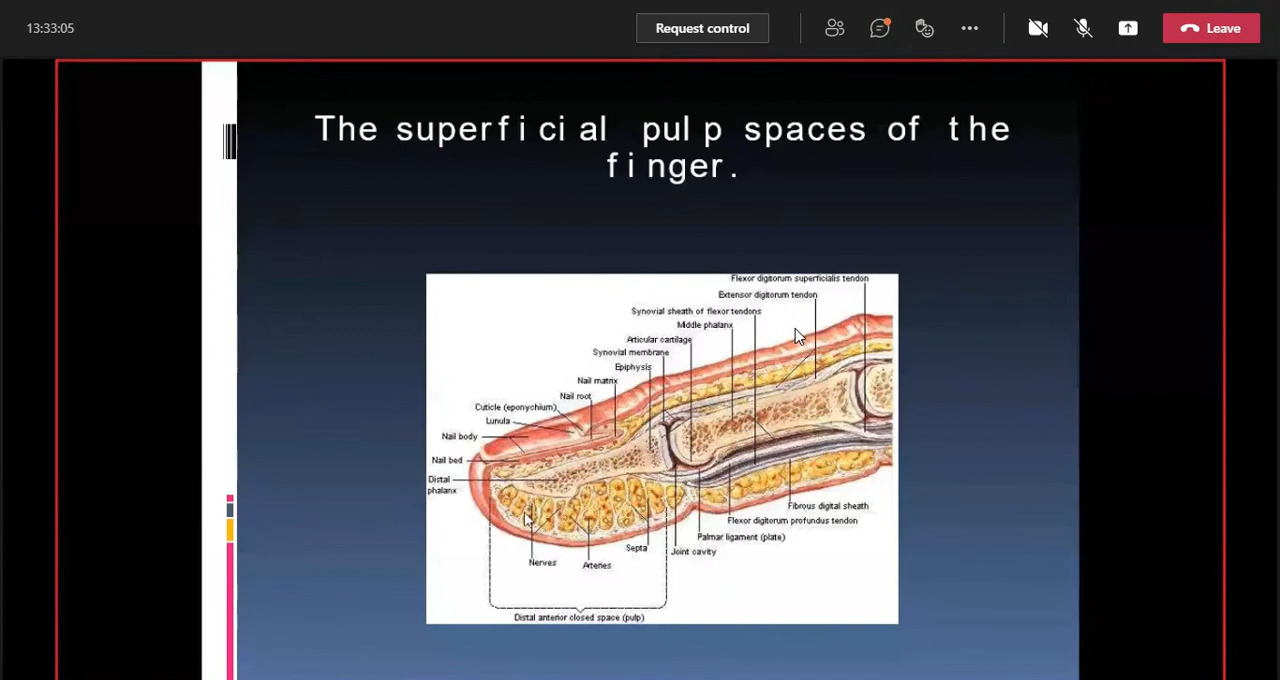 13:33:05
Request control
Leave
The superficial pulp spaces of the
finger.
Flexor digitorum superficialis tendon
Extensor digitorum tendon
Synovial sheath of flexor tendons
Middle phalanx
Articular cartilage
Synovial membrane
Epiphysis
Nail matrix
Nail root
Cuticle (eponychium)
Lunula
Nail body
Nail bed
Distal
phalanx
Fibrous digital sheath
Flexor digitorum profundus tendon
Palmar ligament (plate)
Septa
Joint cavity
Nerves
Arteries
Distal anterior closed space (pulp)